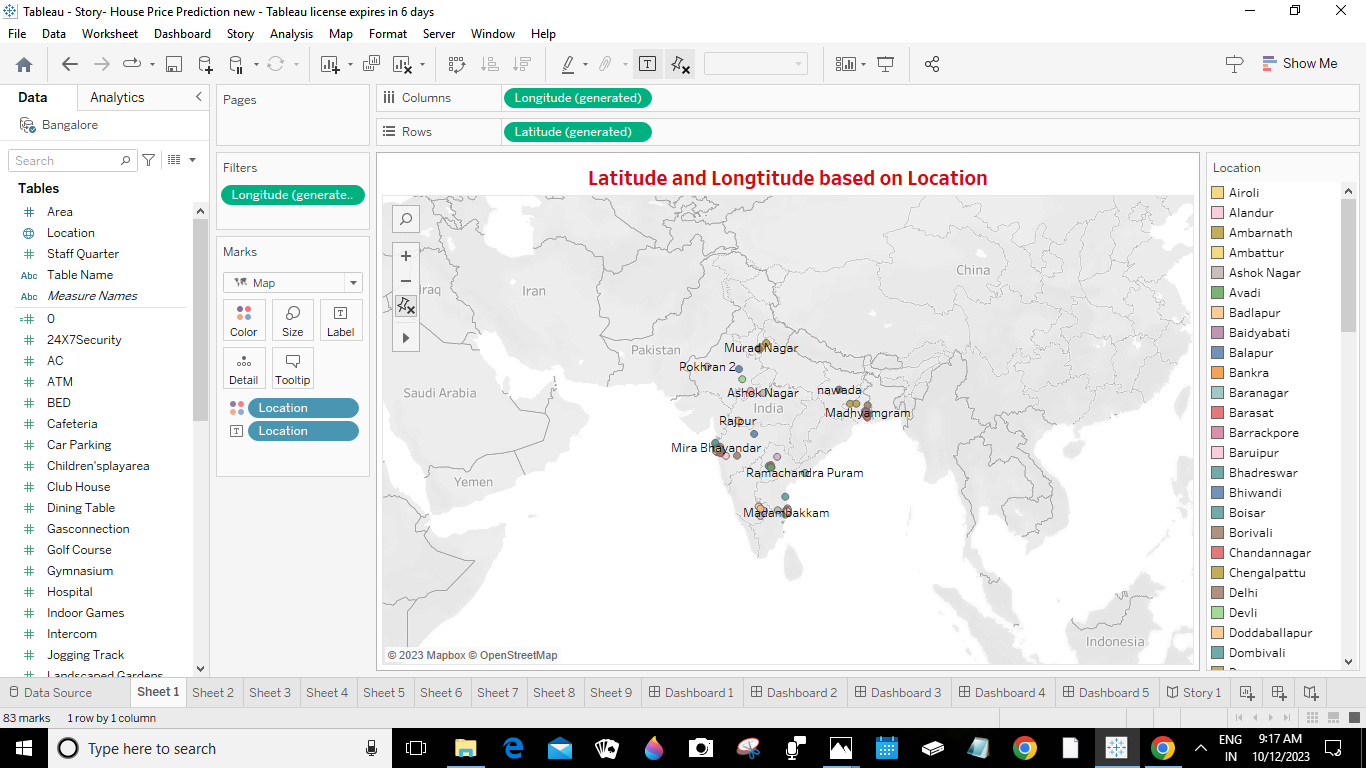 Tableau - Story- House Price Prediction new - Tableau license expires in 6 days
File Data Worksheet Dashboard Story Analysis Map Format Server Window Help
Show Me
Data Analytics
Bangalore
Search
Tables
Area
Location
Staff Quarter
Abc Table Name
Abc Measure Names
0
24X7Security
AC
ATM
BED
Cafeteria
Car Parking
Children'splayarea
Club House
Dining Table
Gasconnection
Golf Course
Gymnasium
Hospital
Indoor Games
Intercom
Jogging Track
Landscaped Gardens
Pages
Filters
Longitude (generate..
Marks
Map
Color Size Label
Detail Tooltip
Location
Location
Columns Longitude (generated)
Rows Latitude (generated)
Latitude and Longtitude based on Location
China
Iraq
Iran
Murad Nagar
Pakistan
Pokhran 2
Saudi Arabia
Ashok Nagar
nawada
India
Madhyamgram
Rajpur
Mira Bhayandar
Ramachandra Puram
Yemen
Madambakkam
Indonesia
© 2023 Mapbox © OpenStreetMap
Location
Airoli
Alandur
Ambarnath
Ambattur
Ashok Nagar
Avadi
Badlapur
Baidyabati
Balapur
Bankra
Baranagar
Barasat
Barrackpore
Baruipur
Bhadreswar
Bhiwandi
Boisar
Borivali
Chandannagar
Chengalpattu
Delhi
Devli
Doddaballapur
Dombivali
Data Source Sheet 1 Sheet 2 Sheet 3 Sheet 4 Sheet 5 Sheet 6 Sheet 7 Sheet 8 Sheet 9 Dashboard 1 Dashboard 2 Dashboard 3 Dashboard 4 Dashboard 5 Story 1
83 marks 1 row by 1 column
Type here to search
ENG 9:17 AM
IN 10/12/2023